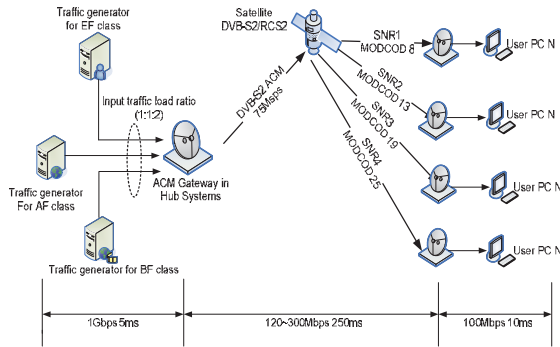 Traffic generator
for EF class
Satellite
DVB-S2/RCS2
SNR1
MODCOD 8
User PC N
Input traffic load ratio
(1:1:2)
DVB-S2 ACM
75Msps
SNR2
MODCOD 13
User PC N
SNR3
MODCOD 19
Traffic generator
For AF class
ACM Gateway in
Hub Systems
SNR4
MODCOD 25
User PC N
Traffic generator for BF class
User PC N
1Gbps 5ms
120~300Mbps 250ms
100Mbps 10ms